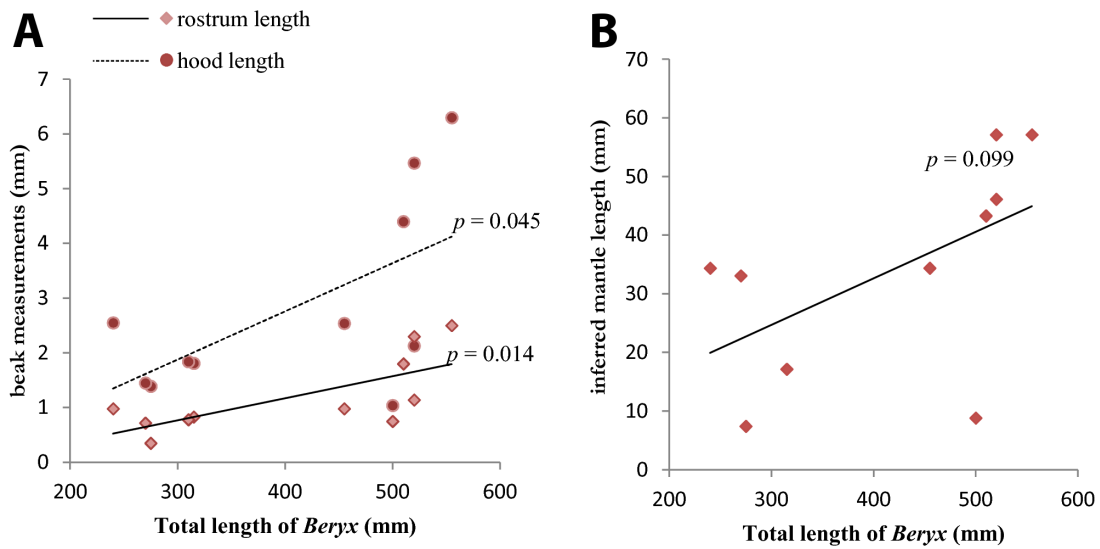 A
rostrum length
hood length
7
6
5
4
3
2
1
0
200
300
400
500
600
beak measurements (mm)
Total length of Beryx (mm)
p = 0.045
p = 0.014
B
70
60
50
40
30
20
10
0
200
300
400
500
600
inferred mantle length (mm)
Total length of Beryx (mm)
p = 0.099